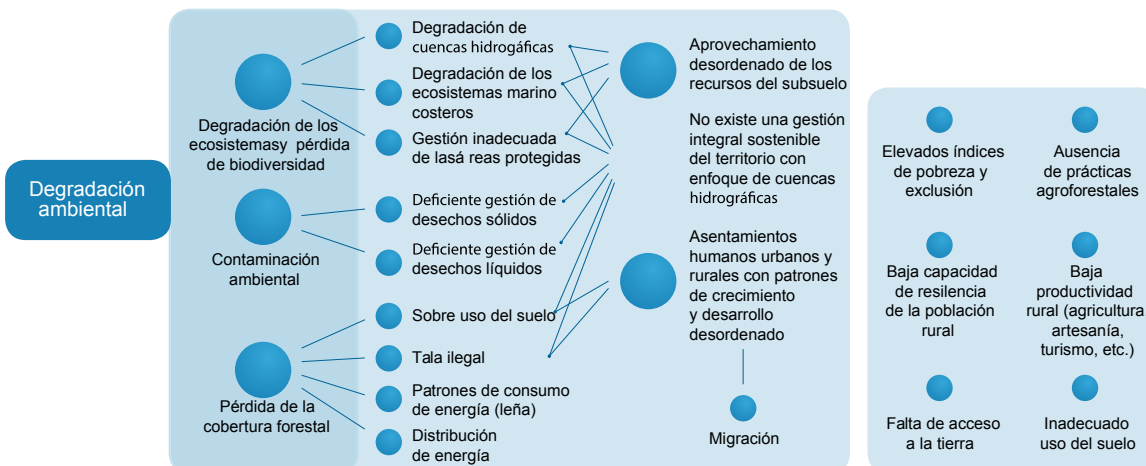 Degradación
ambiental
Degradación de los
ecosistemasy pérdida
de biodiversidad
Contaminación
ambiental
Pérdida de la
cobertura forestal
Degradación de
cuencas hidrogáficas
Degradación de los
ecosistemas marino
costeros
Gestión inadecuada
de lasá reas protegidas
Deficiente gestión de
desechos sólidos
Deficiente gestión de
desechos líquidos
Sobre uso del suelo
Tala ilegal
Patrones de consumo
de energía (leña)
Distribución
de energía
Aprovechamiento
desordenado de los
recursos del subsuelo
No existe una gestión
integral sostenible
del territorio con
enfoque de cuencas
hidrográficas
Asentamientos
humanos urbanos y
rurales con patrones
de crecimiento
y desarrollo
desordenado
Migración
Elevados índices
de pobreza y
exclusión
Ausencia
de prácticas
agroforestales
Baja capacidad
de resilencia
de la población
rural
Baja
productividad
rural (agricultura
artesanía,
turismo, etc.)
Falta de acceso
a la tierra
Inadecuado
uso del suelo